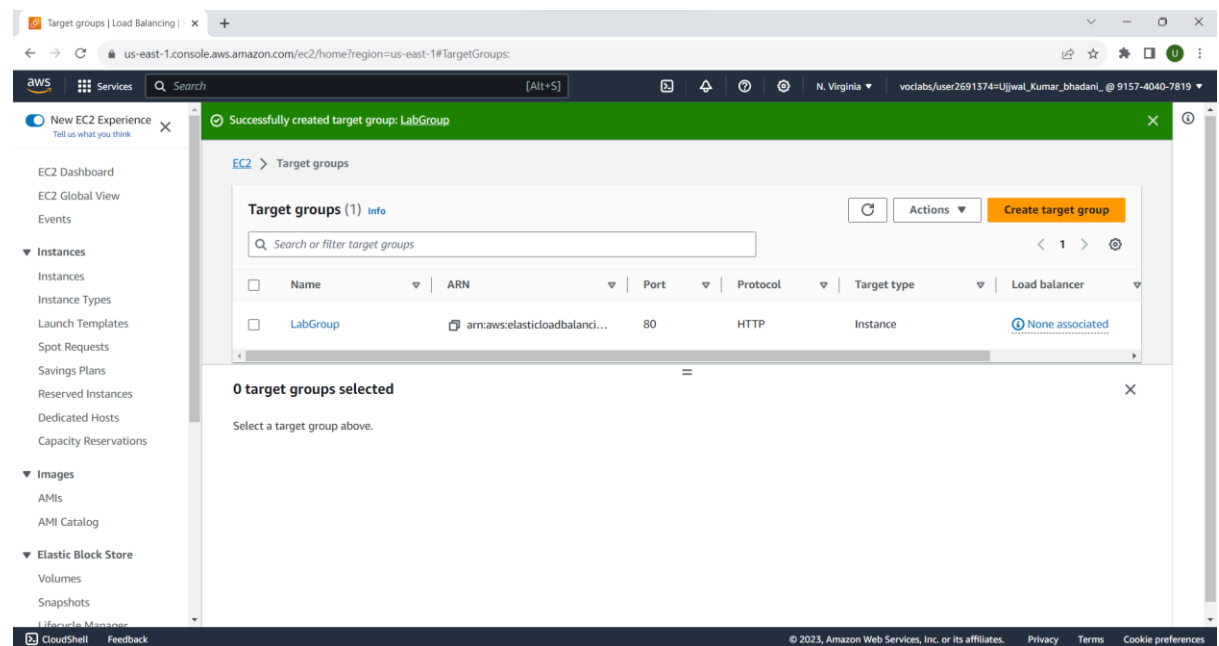 Target groups | Load Balancing |
us-east-1.console.aws.amazon.com/ec2/home?region=us-east-1#TargetGroups:
U
aws Services Search [Alt+S] N. Virginia voclabs/user2691374=Ujjwal_Kumar_bhadani_@ 9157-4040-7819
New EC2 Experience
Tell us what you think
EC2 Dashboard
EC2 Global View
Events
Instances
Instances
Instance Types
Launch Templates
Spot Requests
Savings Plans
Reserved Instances
Dedicated Hosts
Capacity Reservations
Images
AMIs
AMI Catalog
Elastic Block Store
Volumes
Snapshots
Lifecycle Manager
Successfully created target group: LabGroup
EC2 > Target groups
Target groups (1) Info
Actions
Create target group
Search or filter target groups
1
Name ARN Port Protocol Target type Load balancer
LabGroup arn:aws:elasticloadbalanci... 80 HTTP Instance None associated
0 target groups selected
Select a target group above.
CloudShell Feedback © 2023, Amazon Web Services, Inc. or its affiliates. Privacy Terms Cookie preferences